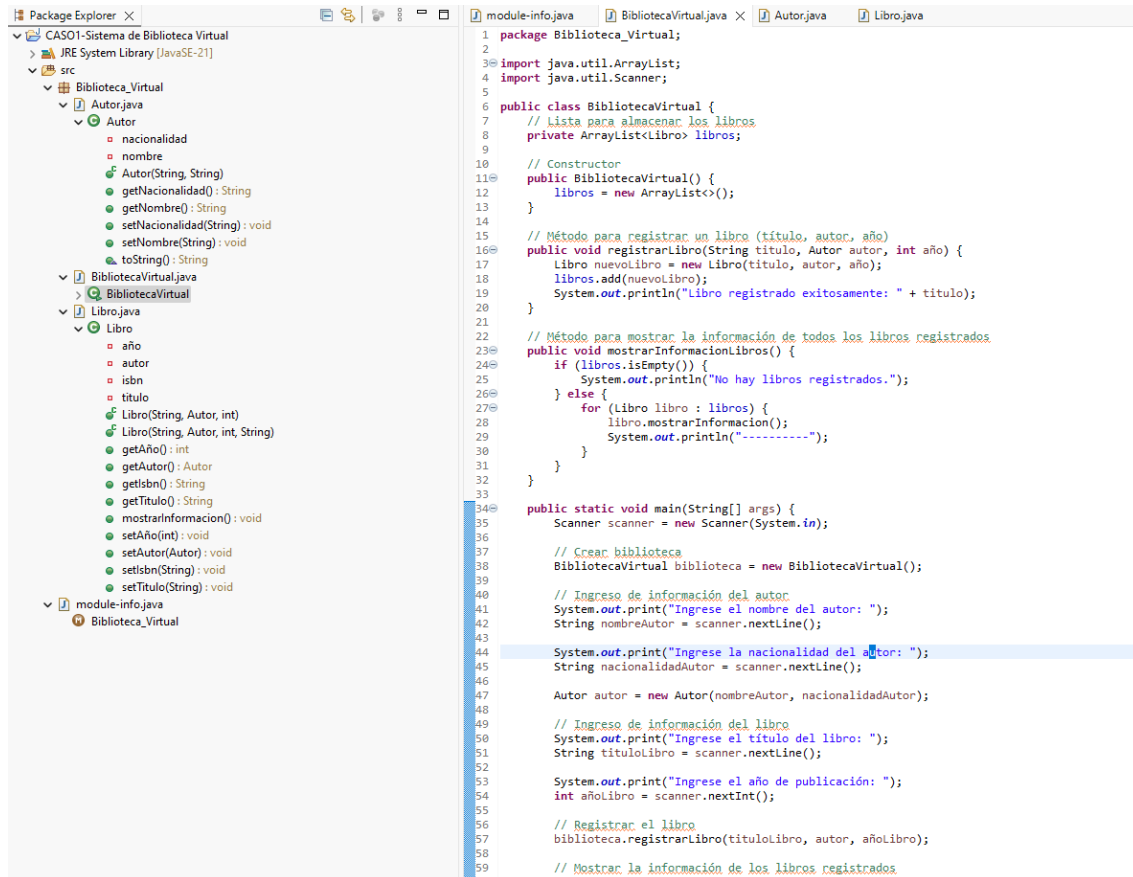 Package Explorer
CASO1-Sistema de Biblioteca Virtual
JRE System Library [JavaSE-21]
src
Biblioteca_Virtual
Autor.java
Autor
nacionalidad
nombre
Autor(String, String)
getNacionalidad() : String
getNombre() : String
setNacionalidad(String) : void
setNombre(String) : void
toString() : String
BibliotecaVirtual.java
BibliotecaVirtual
Libro.java
Libro
año
autor
isbn
titulo
Libro(String, Autor, int)
Libro(String, Autor, int, String)
getAño() : int
getAutor() : Autor
getIsbn() : String
getTitulo() : String
mostrarInformacion() : void
setAño(int) : void
setAutor(Autor) : void
setIsbn(String) : void
setTitulo(String) : void
module-info.java
Biblioteca_Virtual
module-info.java BibliotecaVirtual.java Autor.java Libro.java
1 package Biblioteca_Virtual;
2
3 import java.util.ArrayList;
4 import java.util.Scanner;
5
6 public class BibliotecaVirtual {
7 // Lista para almacenar los libros
8 private ArrayList<Libro> libros;
9
10 // Constructor
11 public BibliotecaVirtual() {
12 libros = new ArrayList<>();
13 }
14
15 // Método para registrar un libro (título, autor, año)
16 public void registrarLibro(String titulo, Autor autor, int año) {
17 Libro nuevoLibro = new Libro(titulo, autor, año);
18 libros.add(nuevoLibro);
19 System.out.println("Libro registrado exitosamente: " + titulo);
20 }
21
22 // Método para mostrar la información de todos los libros registrados
23 public void mostrarInformacionLibros() {
24 if (libros.isEmpty()) {
25 System.out.println("No hay libros registrados.");
26 } else {
27 for (Libro libro : libros) {
28 libro.mostrarInformacion();
29 System.out.println("----------");
30 }
31 }
32 }
33
34 public static void main(String[] args) {
35 Scanner scanner = new Scanner(System.in);
36
37 // Crear biblioteca
38 BibliotecaVirtual biblioteca = new BibliotecaVirtual();
39
40 // Ingreso de información del autor
41 System.out.print("Ingrese el nombre del autor: ");
42 String nombreAutor = scanner.nextLine();
43
44 System.out.print("Ingrese la nacionalidad del autor: ");
45 String nacionalidadAutor = scanner.nextLine();
46
47 Autor autor = new Autor(nombreAutor, nacionalidadAutor);
48
49 // Ingreso de información del libro
50 System.out.print("Ingrese el título del libro: ");
51 String tituloLibro = scanner.nextLine();
52
53 System.out.print("Ingrese el año de publicación: ");
54 int añoLibro = scanner.nextInt();
55
56 // Registrar el libro
57 biblioteca.registrarLibro(tituloLibro, autor, añoLibro);
58
59 // Mostrar la información de los libros registrados